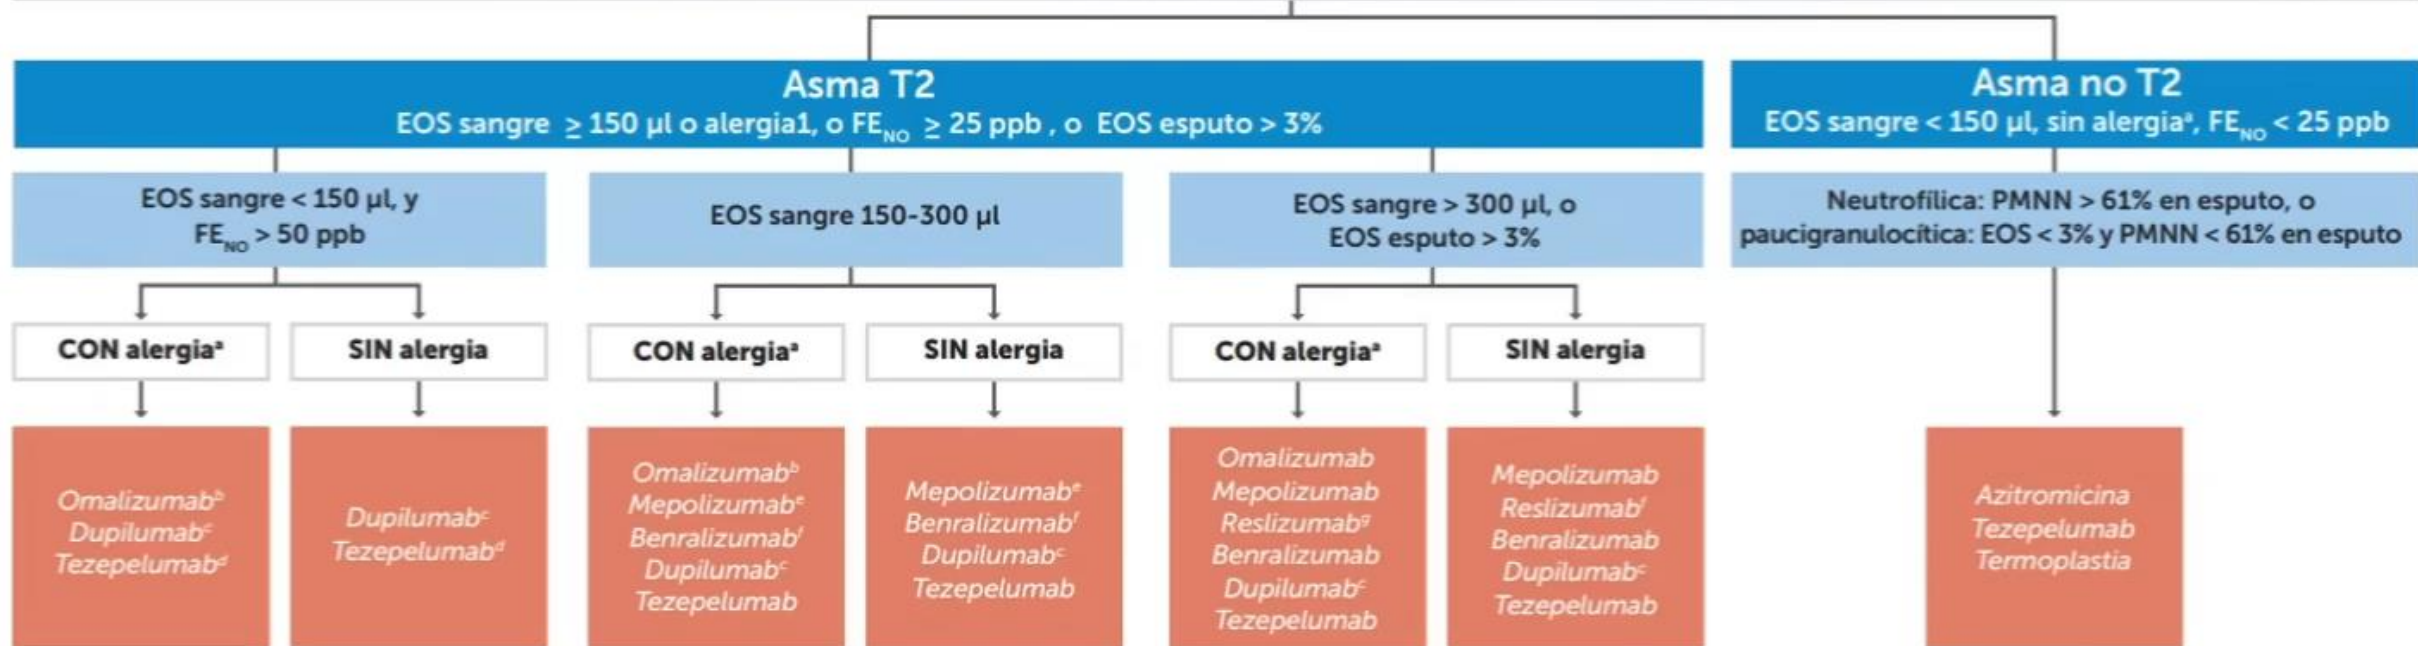 Asma T2
EOS sangre ≥ 150 µl o alergia1, o FE_NO ≥ 25 ppb , o EOS esputo > 3%
Asma no T2
EOS sangre < 150 µl, sin alergiaᵃ, FE_NO < 25 ppb
EOS sangre < 150 µl, y
FE_NO > 50 ppb
EOS sangre 150-300 µl
EOS sangre > 300 µl, o
EOS esputo > 3%
Neutrofílica: PMNN > 61% en esputo, o
paucigranulocítica: EOS < 3% y PMNN < 61% en esputo
CON alergiaᵃ
SIN alergia
CON alergiaᵃ
SIN alergia
CON alergiaᵃ
SIN alergia
Omalizumabᵇ
Dupilumabᶜ
Tezepelumabᵈ
Dupilumabᶜ
Tezepelumabᵈ
Omalizumabᵇ
Mepolizumabᵉ
Benralizumabᶠ
Dupilumabᶜ
Tezepelumab
Mepolizumabᵉ
Benralizumabᶠ
Dupilumabᶜ
Tezepelumab
Omalizumab
Mepolizumab
Reslizumabᵍ
Benralizumab
Dupilumabᶜ
Tezepelumab
Mepolizumab
Reslizumabᶠ
Benralizumab
Dupilumabᶜ
Tezepelumab
Azitromicina
Tezepelumab
Termoplastia